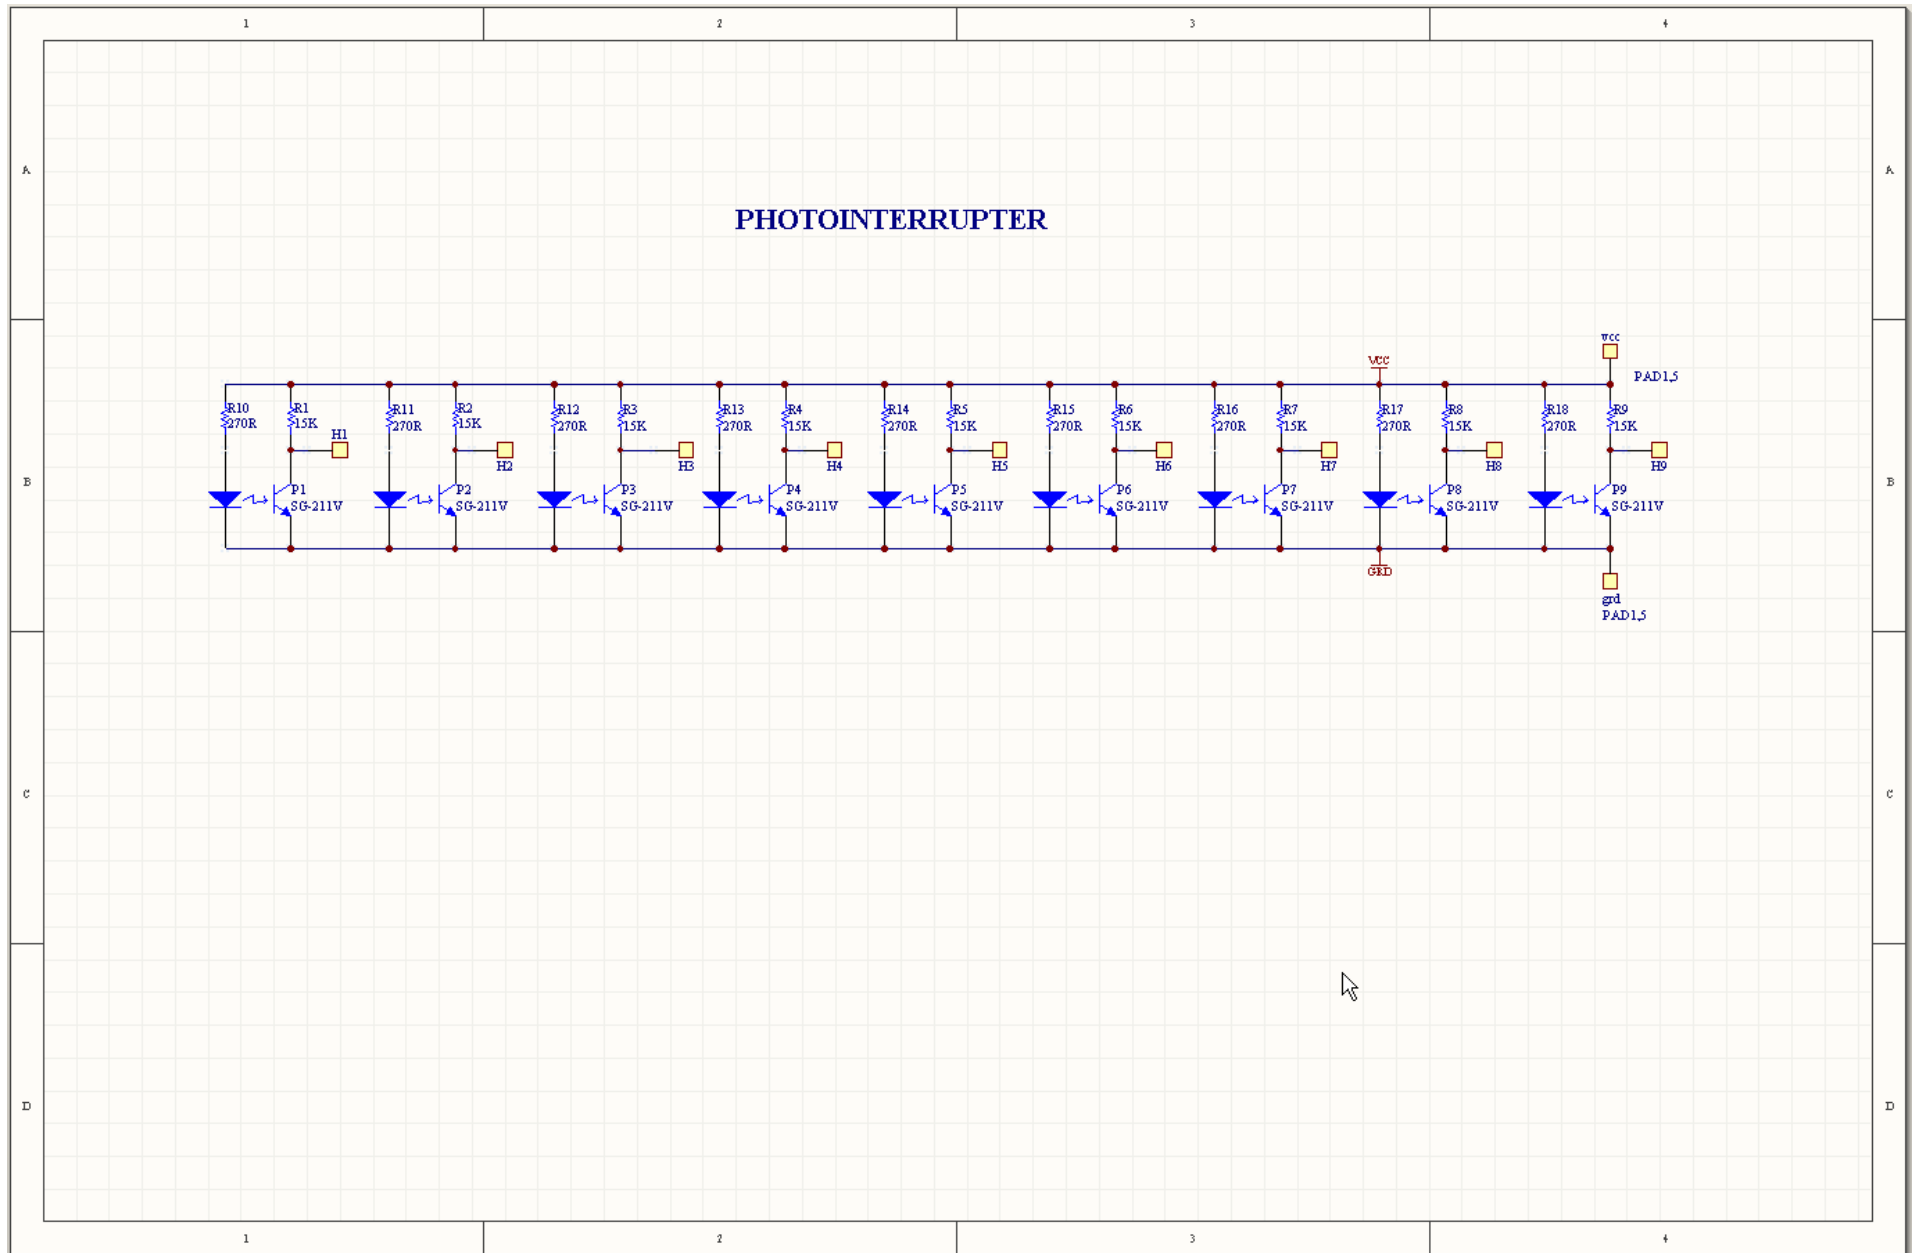 1 2 3 4
A A
PHOTOINTERRUPTER
vcc
VCC
PAD1,5
R10 R1 R11 R2 R12 R3 R13 R4 R14 R5 R15 R6 R16 R7 R17 R8 R18 R9
270R 15K 270R 15K 270R 15K 270R 15K 270R 15K 270R 15K 270R 15K 270R 15K 270R 15K
H1
H2 H3 H4 H5 H6 H7 H8 H9
B B
P1 P2 P3 P4 P5 P6 P7 P8 P9
SG-211V SG-211V SG-211V SG-211V SG-211V SG-211V SG-211V SG-211V SG-211V
GRD
grd
PAD1,5
C C
D D
1 2 3 4